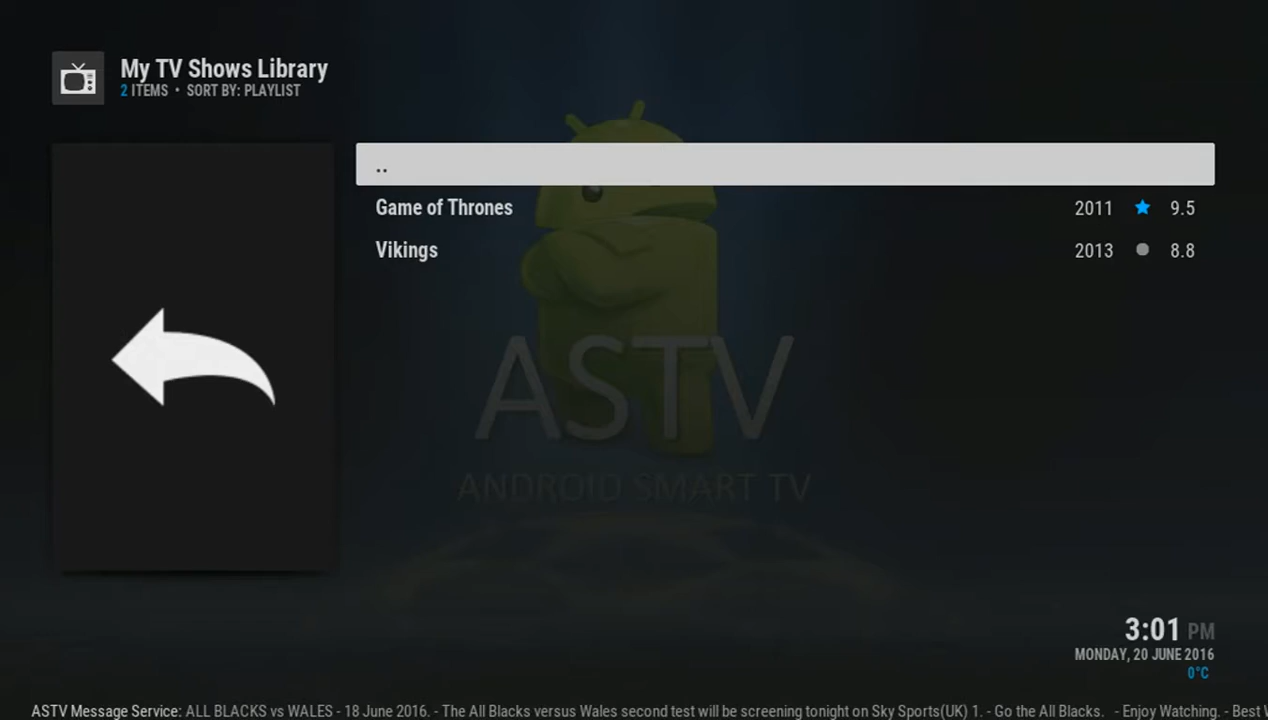 My TV Shows Library
2 ITEMS • SORT BY: PLAYLIST
..
Game of Thrones 2011 9.5
Vikings 2013 8.8
ASTV
ANDROID SMART TV
3:01 PM
MONDAY, 20 JUNE 2016
0°C
ASTV Message Service: ALL BLACKS vs WALES - 18 June 2016. - The All Blacks versus Wales second test will be screening tonight on Sky Sports(UK) 1. - Go the All Blacks. - Enjoy Watching. - Best